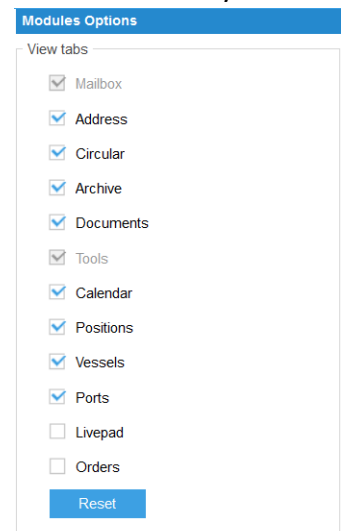 Modules Options
View tabs
Mailbox
Address
Circular
Archive
Documents
Tools
Calendar
Positions
Vessels
Ports
Livepad
Orders
Reset